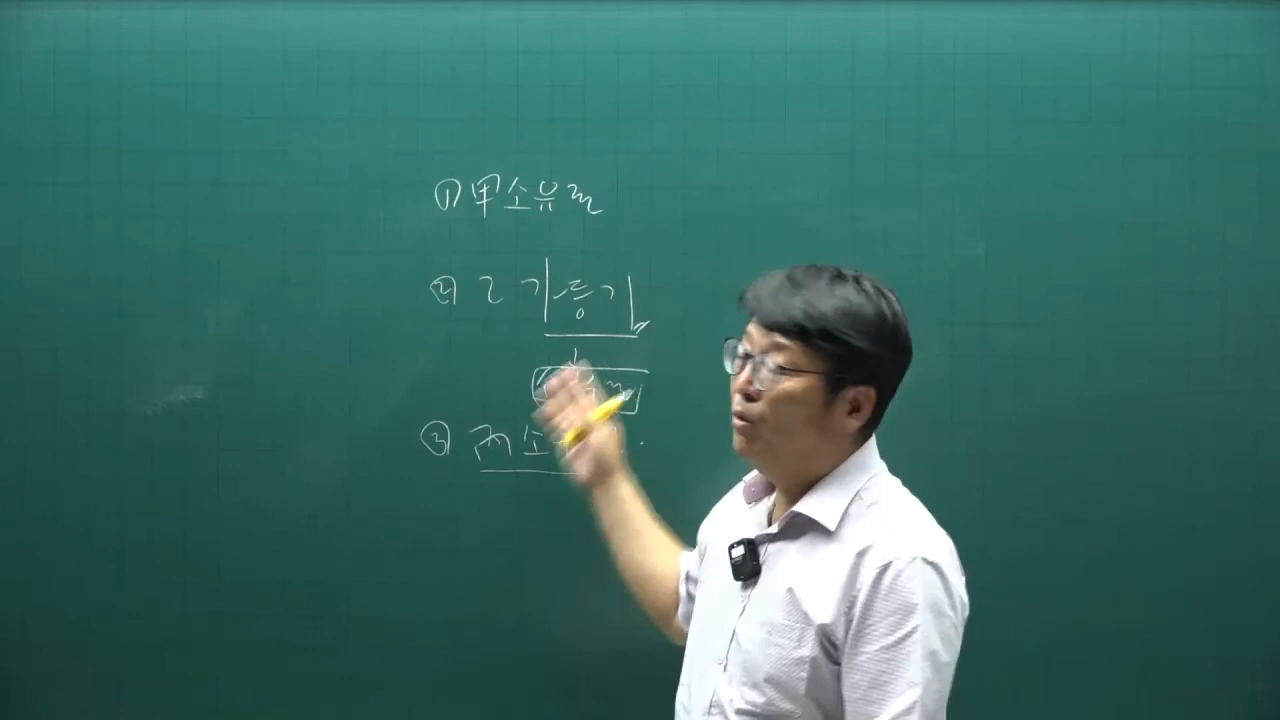 ① 甲소유권
② 乙 가등기
③ 丙 소